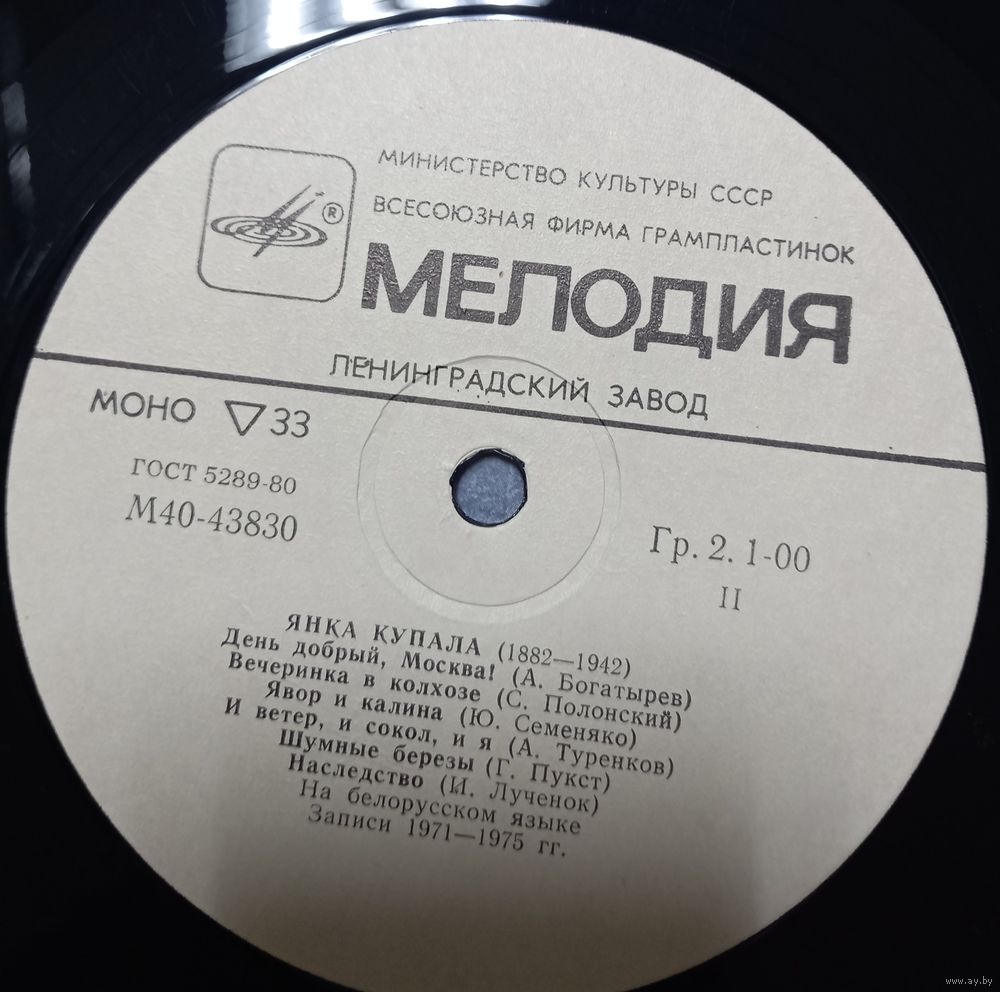 МИНИСТЕРСТВО КУЛЬТУРЫ СССР
ВСЕСОЮЗНАЯ ФИРМА ГРАМПЛАСТИНОК
®
МЕЛОДИЯ
ЛЕНИНГРАДСКИЙ ЗАВОД
МОНО ▽33
ГОСТ 5289-80
М40-43830
Гр. 2. 1-00
II
ЯНКА КУПАЛА (1882—1942)
День добрый, Москва! (А. Богатырев)
Вечеринка в колхозе (С. Полонский)
Явор и калина (Ю. Семеняко)
И ветер, и сокол, и я (А. Туренков)
Шумные березы (Г. Пукст)
Наследство (И. Лученок)
На белорусском языке
Записи 1971—1975 гг.
www.ay.by